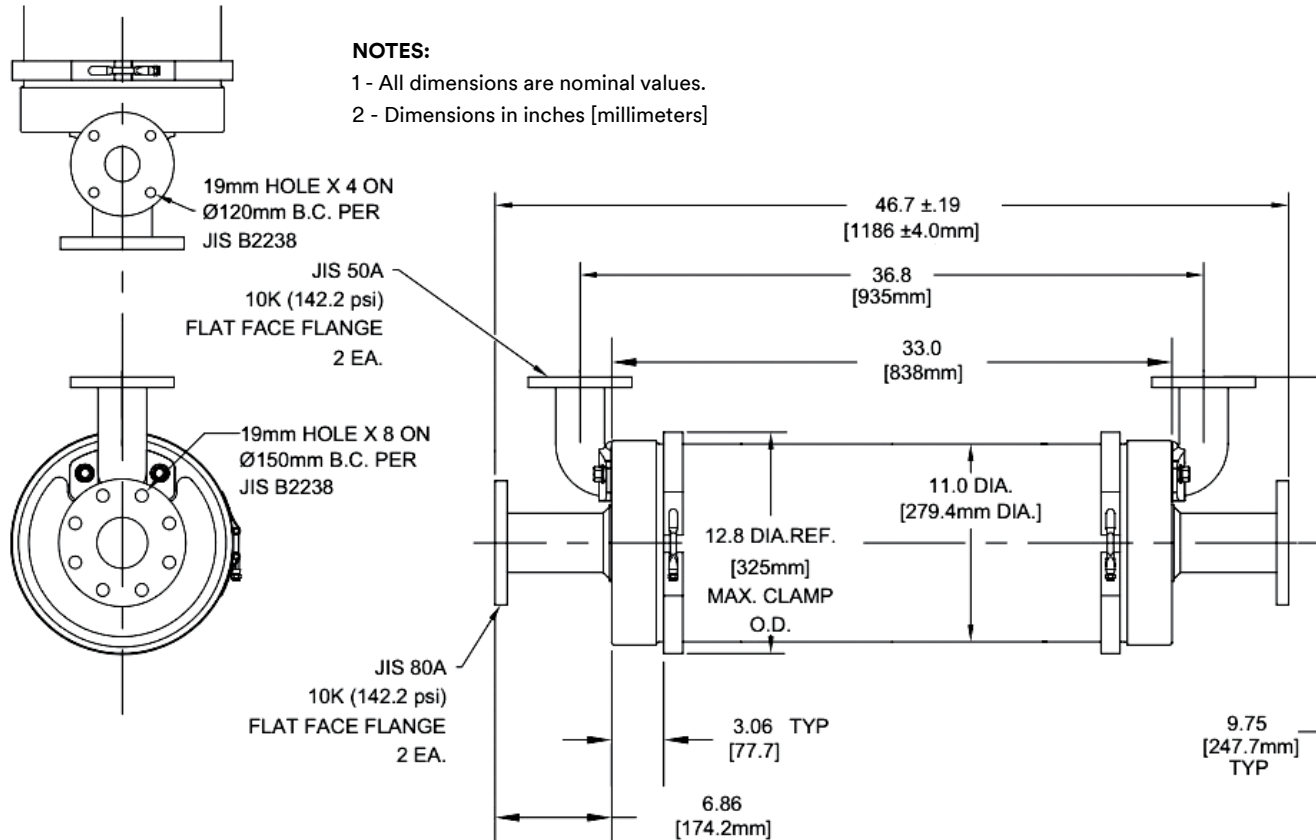 NOTES:
1 - All dimensions are nominal values.
2 - Dimensions in inches [millimeters]
19mm HOLE X 4 ON
Ø120mm B.C. PER
JIS B2238
JIS 50A
10K (142.2 psi)
FLAT FACE FLANGE
2 EA.
46.7 ±.19
[1186 ±4.0mm]
36.8
[935mm]
33.0
[838mm]
19mm HOLE X 8 ON
Ø150mm B.C. PER
JIS B2238
11.0 DIA.
[279.4mm DIA.]
12.8 DIA.REF.
[325mm]
MAX. CLAMP
O.D.
JIS 80A
10K (142.2 psi)
FLAT FACE FLANGE
2 EA.
3.06 TYP
[77.7]
9.75
[247.7mm]
TYP
6.86
[174.2mm]